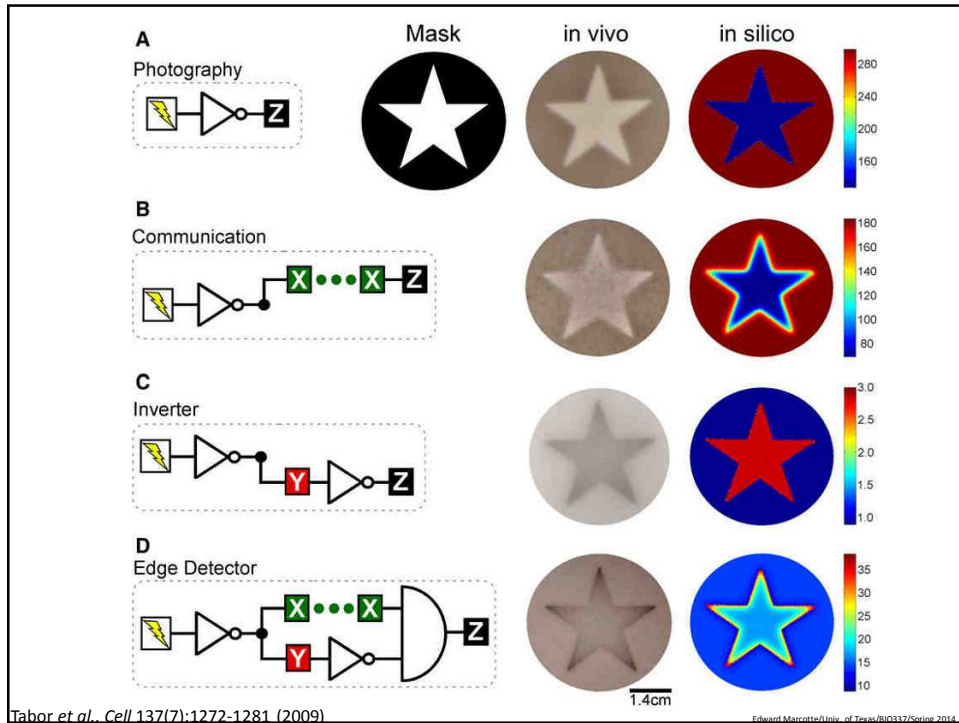 A Mask in vivo in silico
Photography
Z
280
240
200
160
B
Communication
X X Z
180
160
140
120
100
80
C
Inverter
Y Z
3.0
2.5
2.0
1.5
1.0
D
Edge Detector
X X
Y Z
35
30
25
20
15
10
1.4cm
Tabor et al., Cell 137(7):1272-1281 (2009)
Edward Marcotte/Univ. of Texas/BIO337/Spring 2014